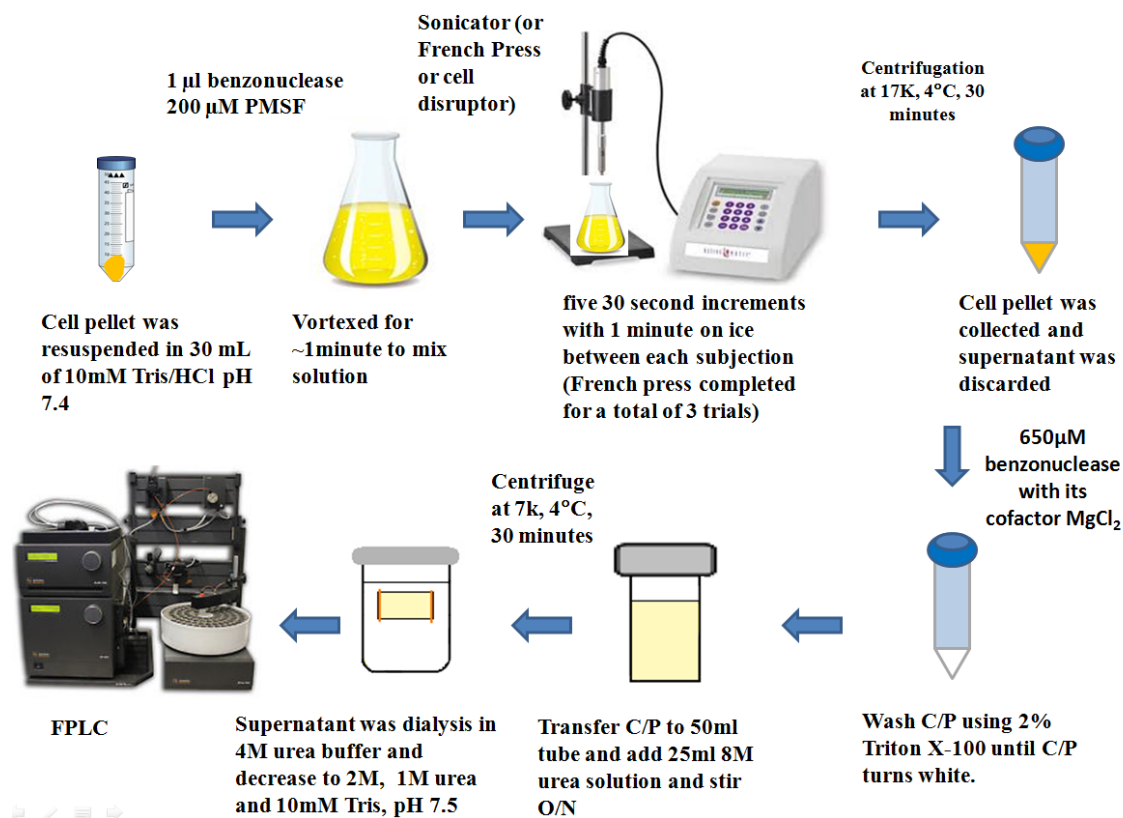 1 µl benzonuclease
200 µM PMSF
Sonicator (or
French Press
or cell
disruptor)
Centrifugation
at 17K, 4°C, 30
minutes
Cell pellet was
resuspended in 30 mL
of 10mM Tris/HCl pH
7.4
Vortexed for
~1minute to mix
solution
five 30 second increments
with 1 minute on ice
between each subjection
(French press completed
for a total of 3 trials)
Cell pellet was
collected and
supernatant was
discarded
650µM
benzonuclease
with its
cofactor MgCl₂
Centrifuge
at 7k, 4°C,
30 minutes
FPLC
Supernatant was dialysis in
4M urea buffer and
decrease to 2M, 1M urea
and 10mM Tris, pH 7.5
Transfer C/P to 50ml
tube and add 25ml 8M
urea solution and stir
O/N
Wash C/P using 2%
Triton X-100 until C/P
turns white.